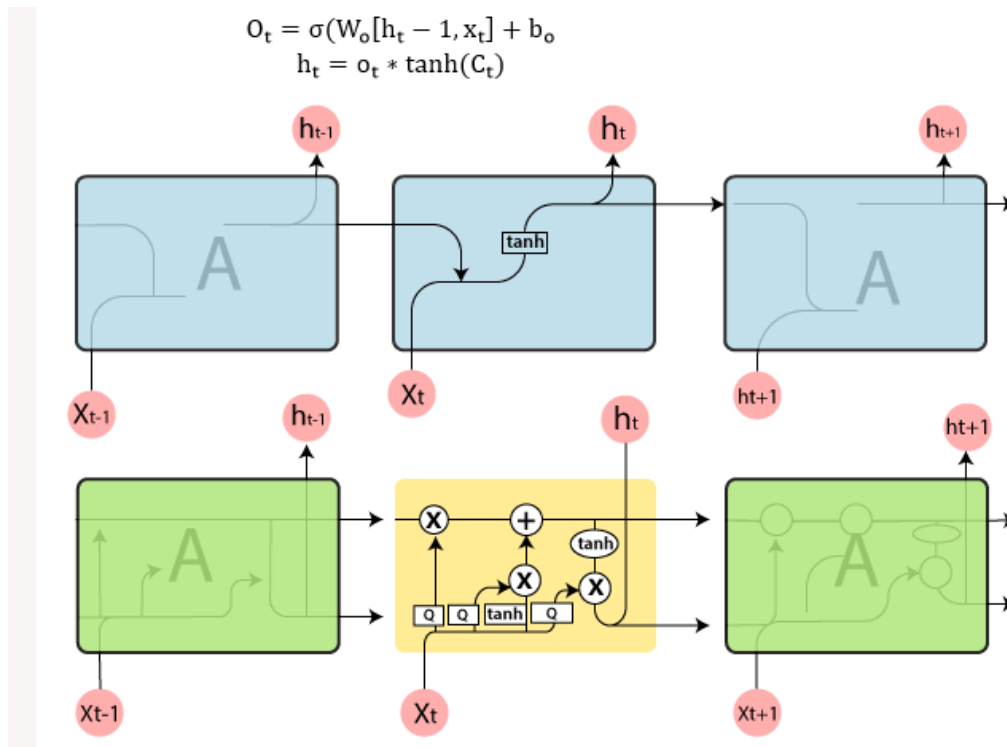 Oₜ = σ(Wₒ[hₜ − 1, xₜ] + bₒ
hₜ = oₜ * tanh(Cₜ)
ht-1
ht
ht+1
A
tanh
A
Xt-1
Xt
ht+1
ht-1
ht
ht+1
A
X
+
tanh
A
X
X
Q
Q
tanh
Q
Xt-1
Xt
Xt+1